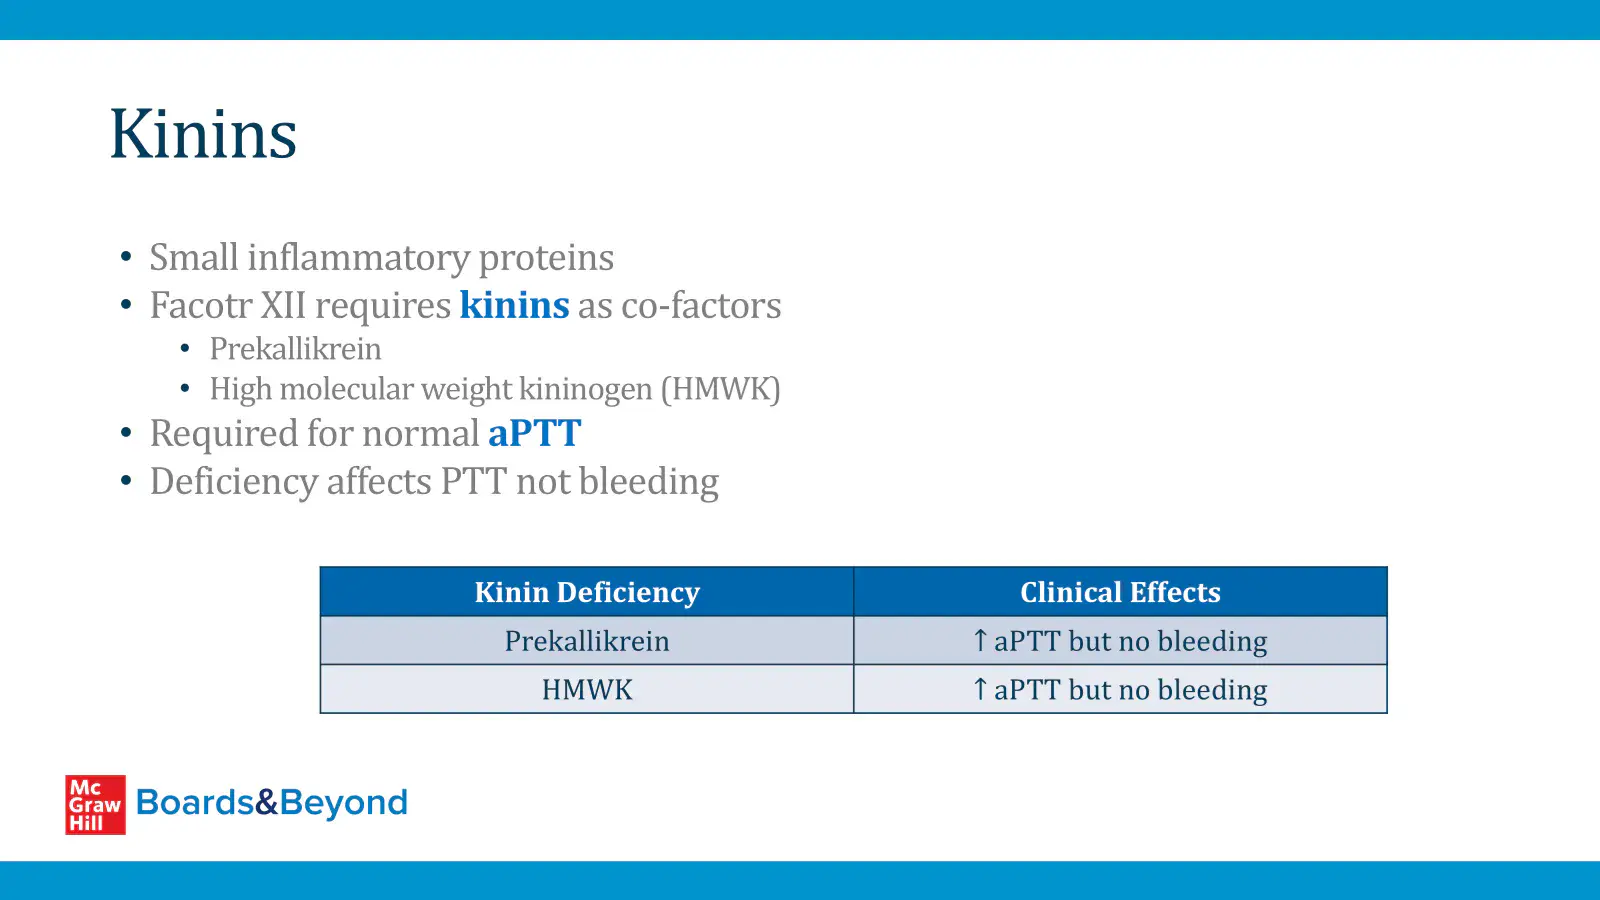 Kinins
• Small inflammatory proteins
• Facotr XII requires kinins as co-factors
• Prekallikrein
• High molecular weight kininogen (HMWK)
• Required for normal aPTT
• Deficiency affects PTT not bleeding
Kinin Deficiency Clinical Effects
Prekallikrein ↑ aPTT but no bleeding
HMWK ↑ aPTT but no bleeding
Mc
Graw
Hill
Boards&Beyond